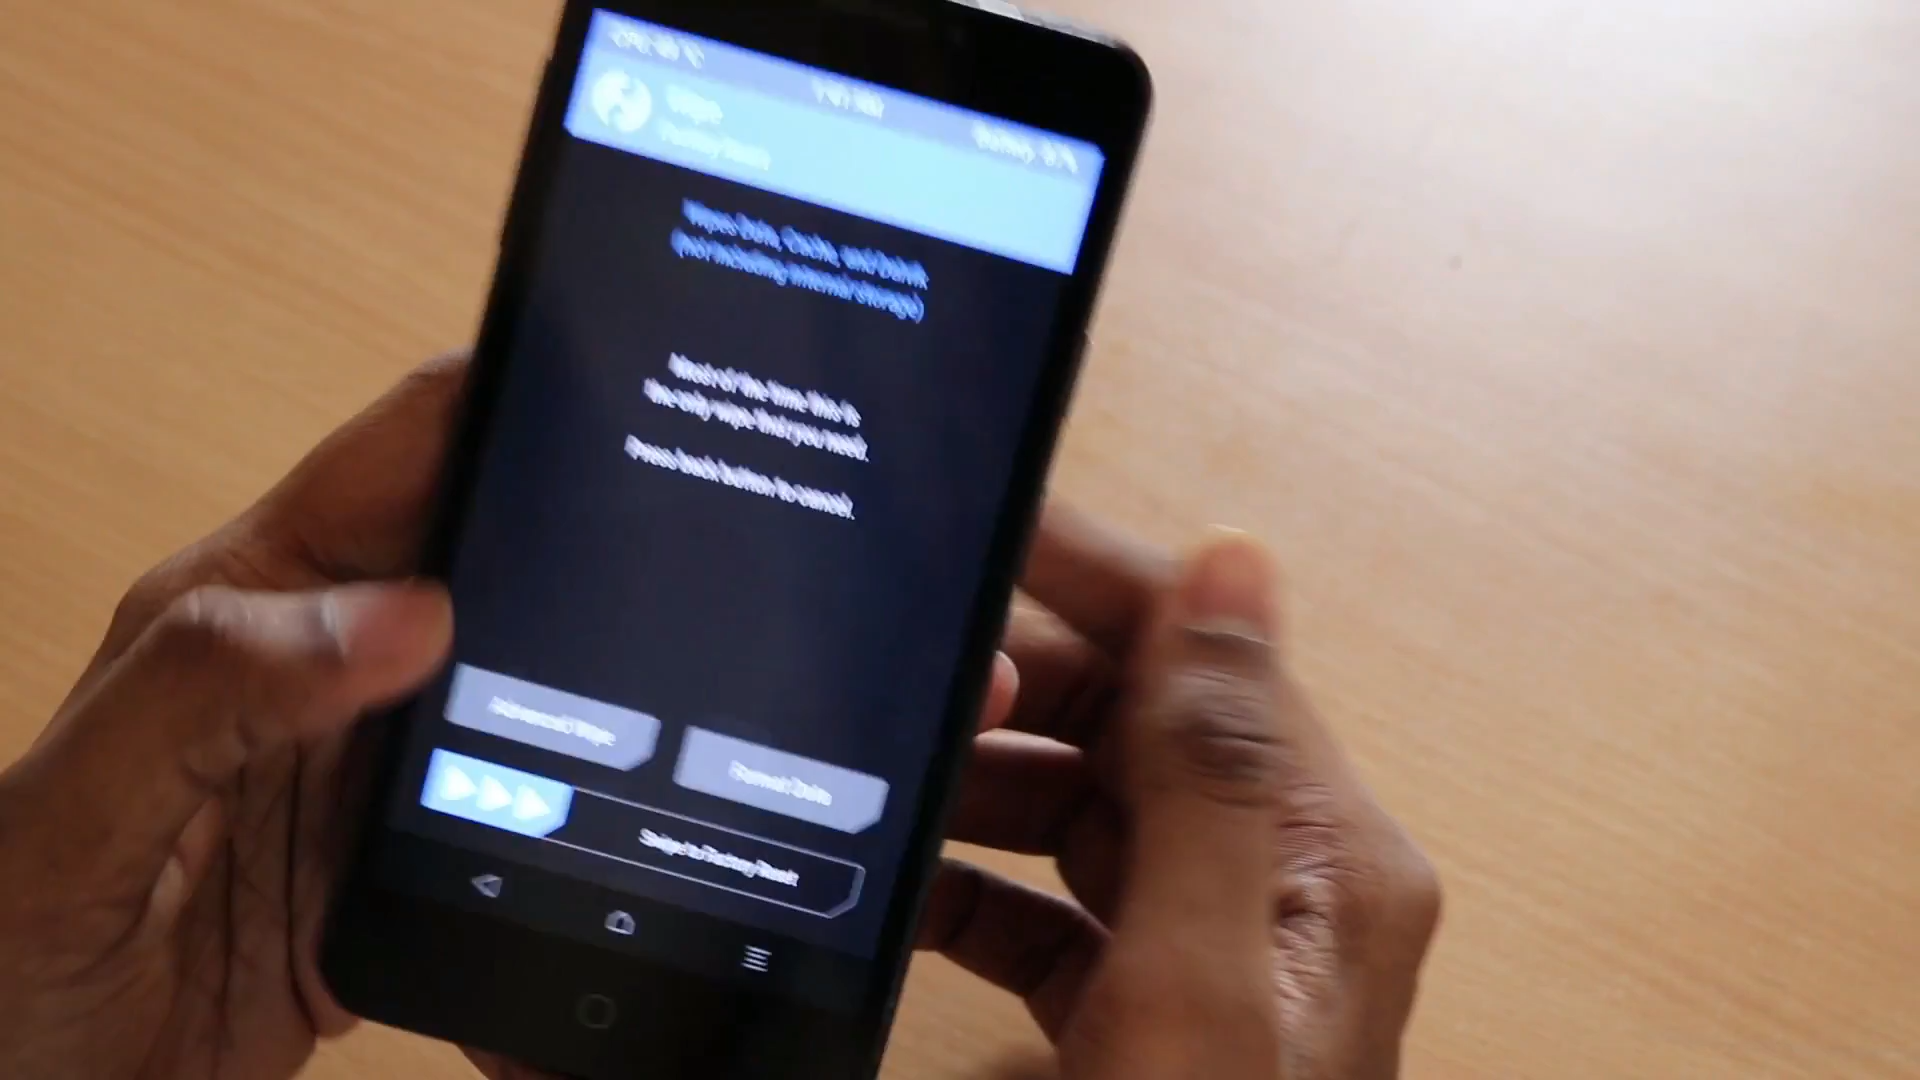 Wipe
Factory Reset
Wipes Data, Cache, and Dalvik
(not including internal storage)
Most of the time this is
the only wipe that you need.
Press back button to cancel.
Advanced Wipe
Format Data
Swipe to Factory Reset